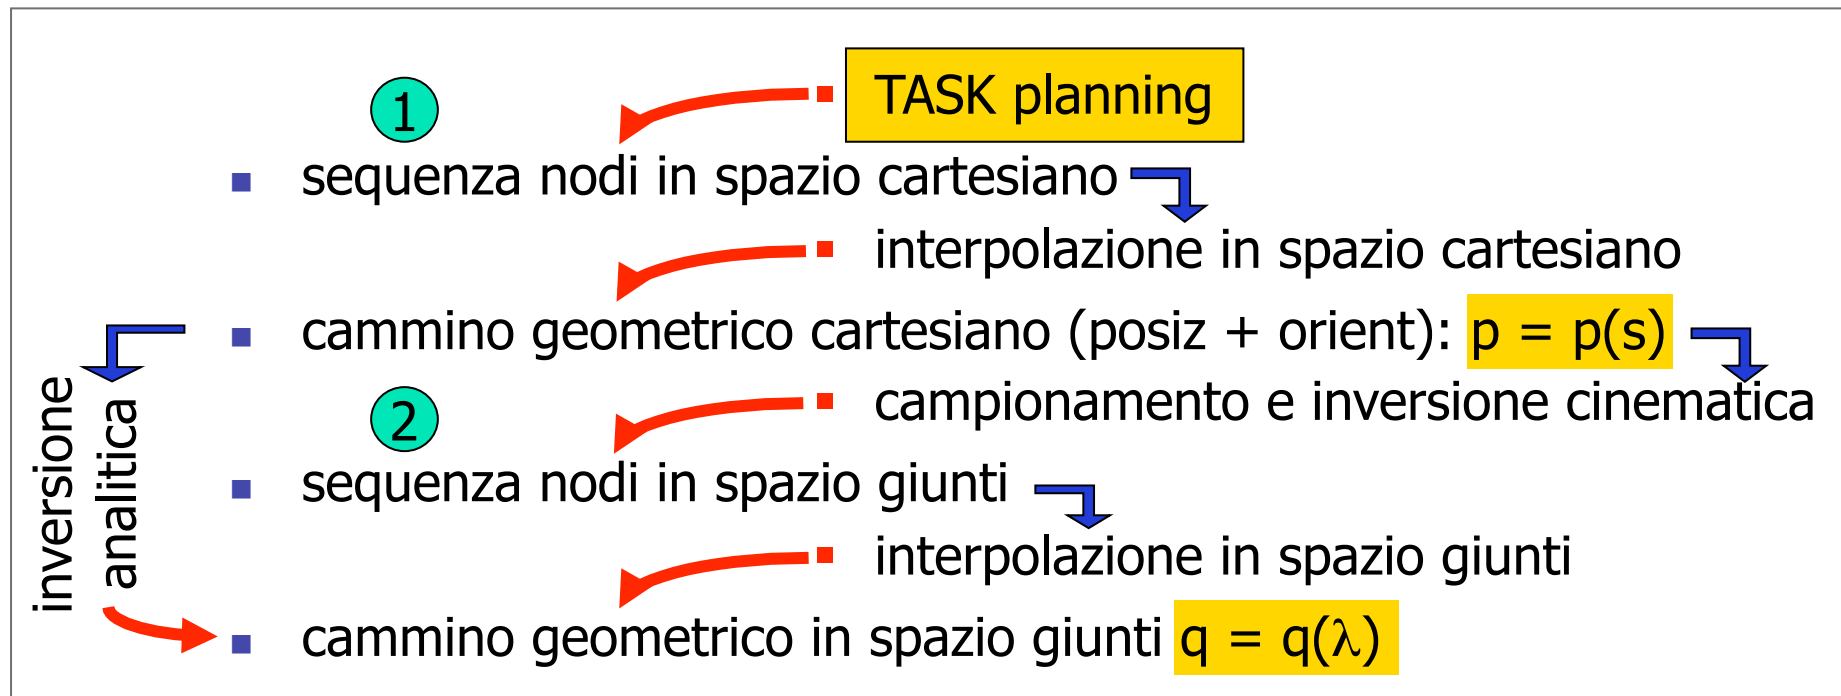 TASK planning
1
sequenza nodi in spazio cartesiano
interpolazione in spazio cartesiano
cammino geometrico cartesiano (posiz + orient): p = p(s)
campionamento e inversione cinematica
2
sequenza nodi in spazio giunti
interpolazione in spazio giunti
cammino geometrico in spazio giunti q = q(λ)
inversione
analitica